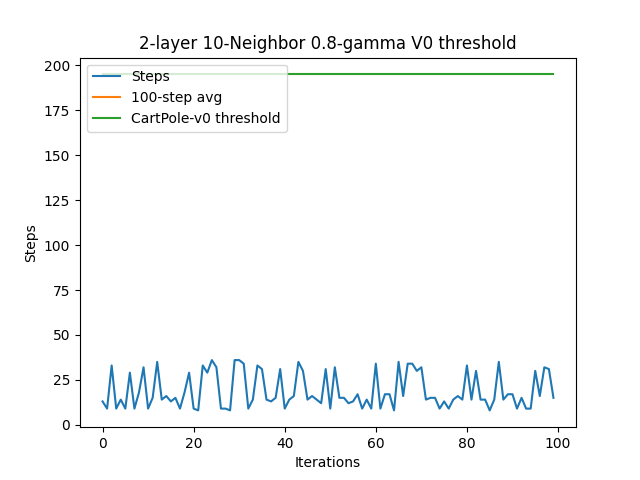 2-layer 10-Neighbor 0.8-gamma V0 threshold
200
175
150
125
100
75
50
25
0
Steps
Steps
100-step avg
CartPole-v0 threshold
0 20 40 60 80 100
Iterations